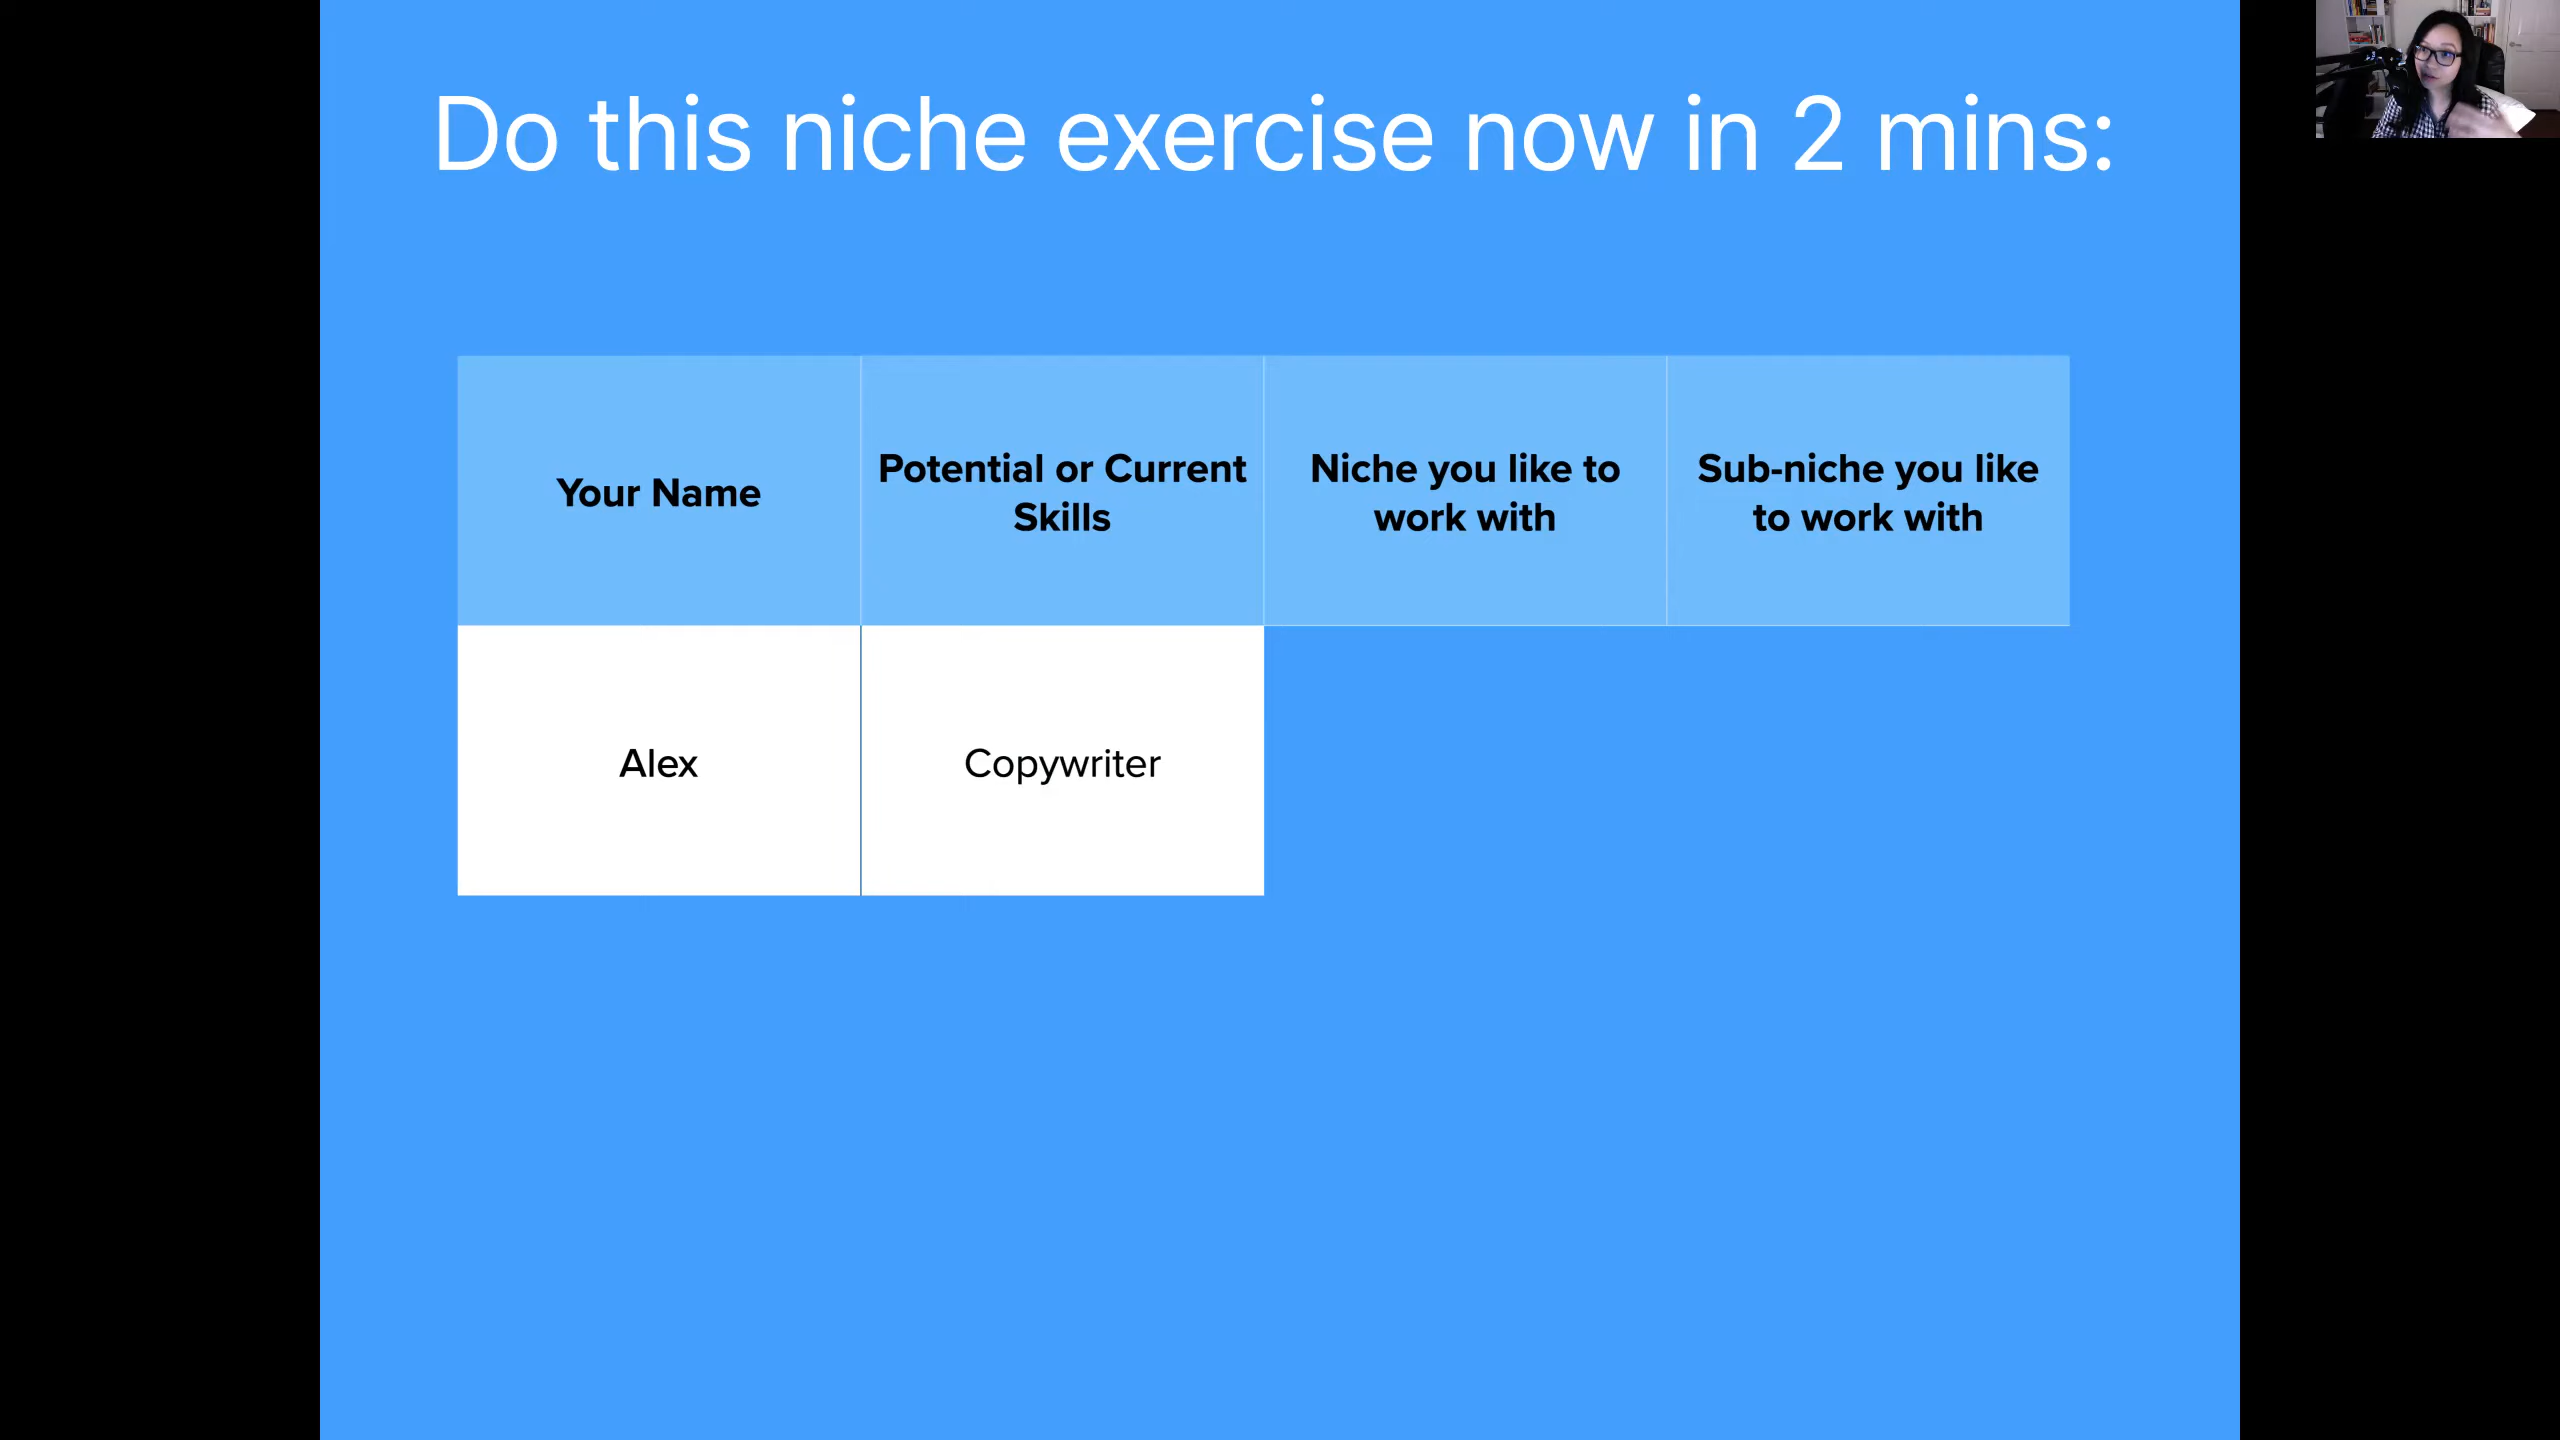 Do this niche exercise now in 2 mins:
Your Name
Potential or Current
Skills
Niche you like to
work with
Sub-niche you like
to work with
Alex
Copywriter